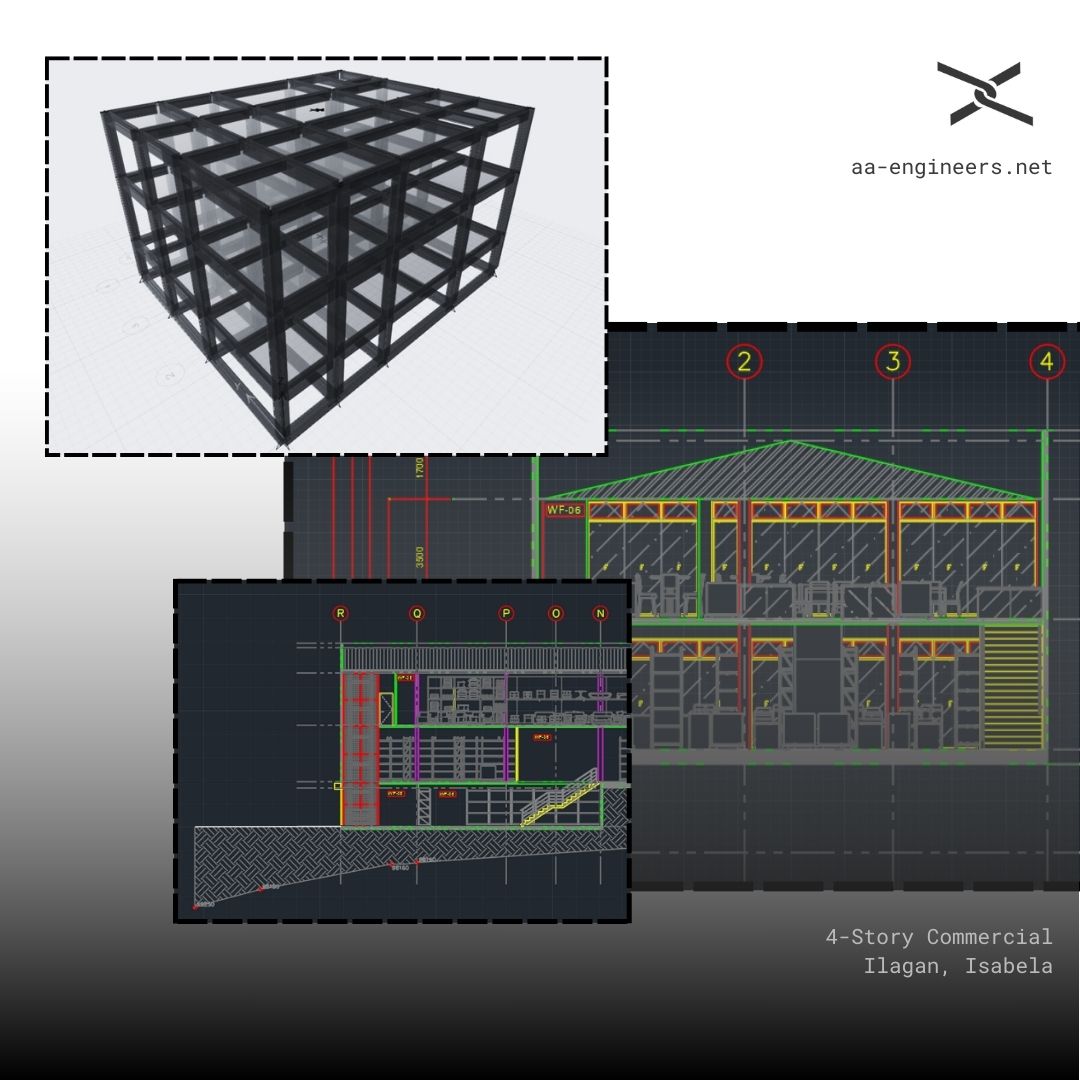 aa-engineers.net
2
3
4
1700
WF-06
3500
R
Q
P
O
N
4-Story Commercial
Ilagan, Isabela